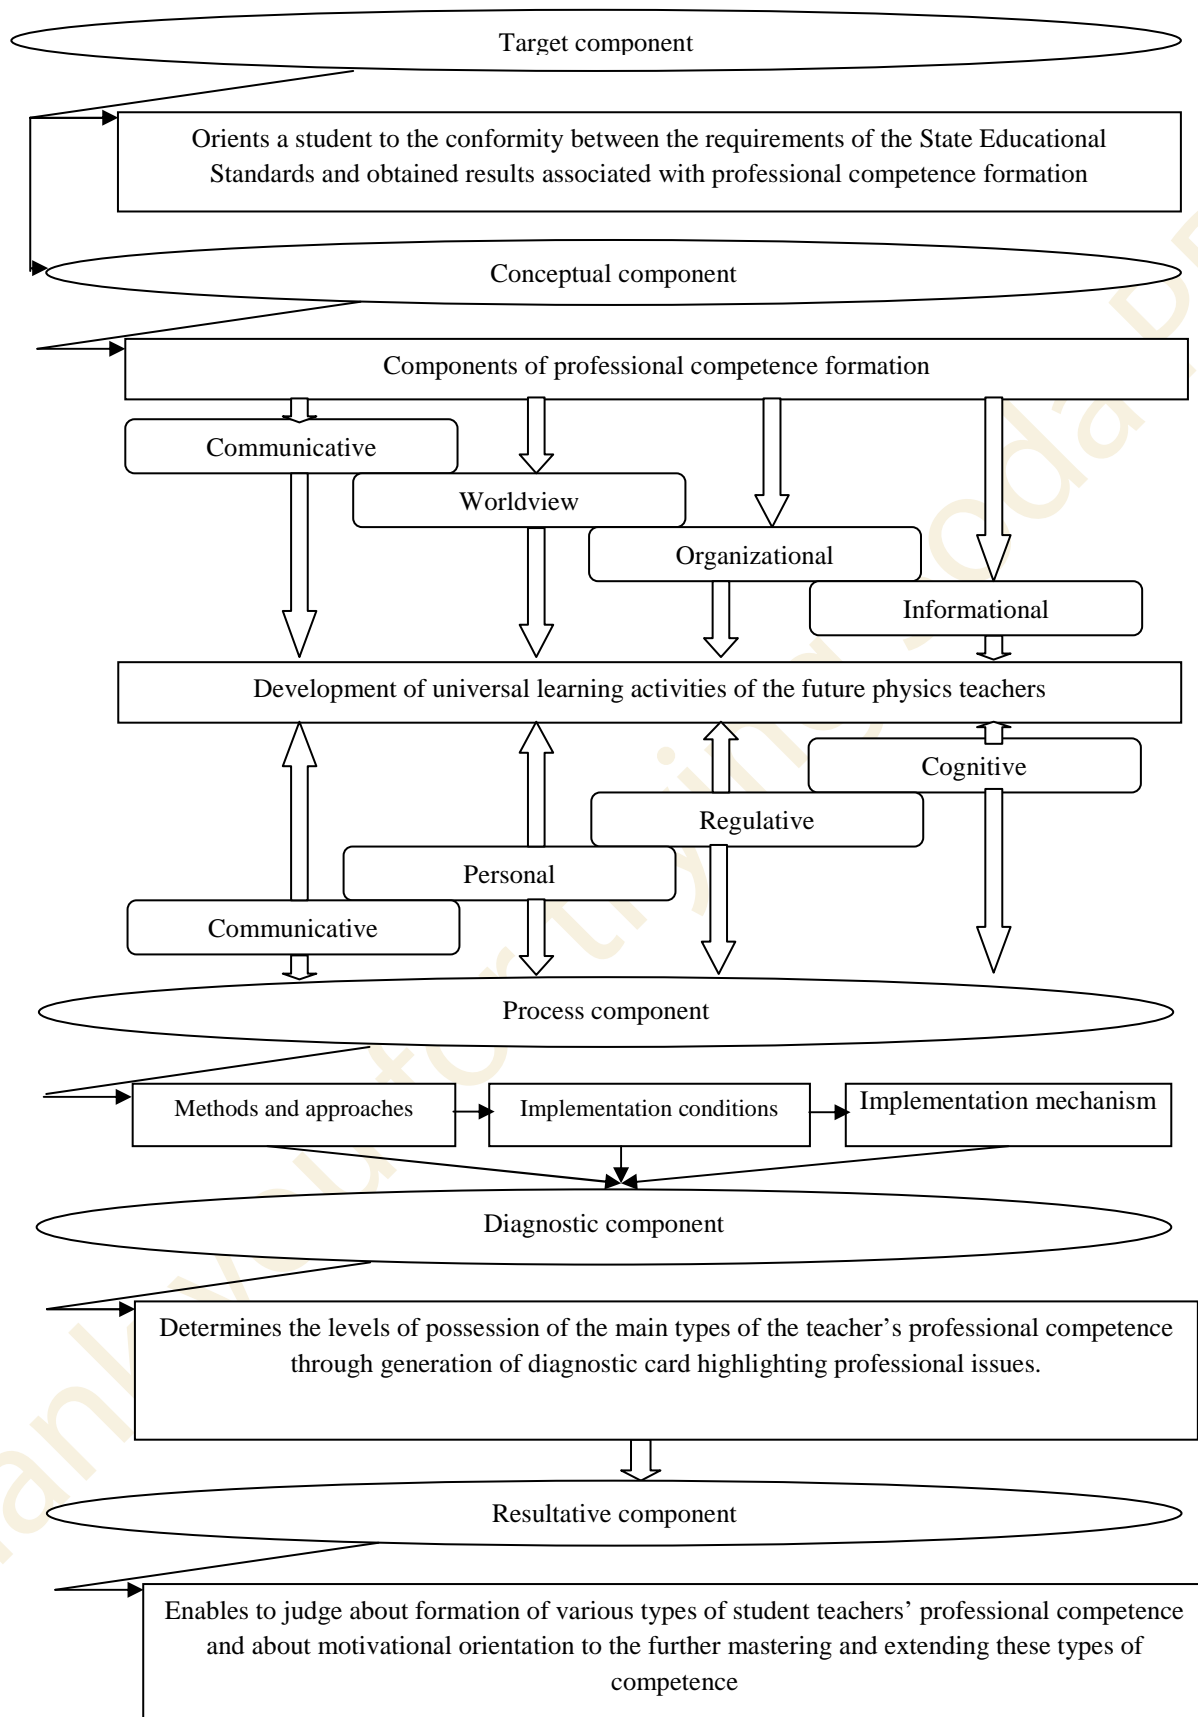 Target component
Orients a student to the conformity between the requirements of the State Educational
Standards and obtained results associated with professional competence formation
Conceptual component
Components of professional competence formation
Communicative
Worldview
Organizational
Informational
Development of universal learning activities of the future physics teachers
Cognitive
Regulative
Personal
Communicative
Process component
Methods and approaches
Implementation conditions
Implementation mechanism
Diagnostic component
Determines the levels of possession of the main types of the teacher's professional competence
through generation of diagnostic card highlighting professional issues.
Resultative component
Enables to judge about formation of various types of student teachers' professional competence
and about motivational orientation to the further mastering and extending these types of
competence